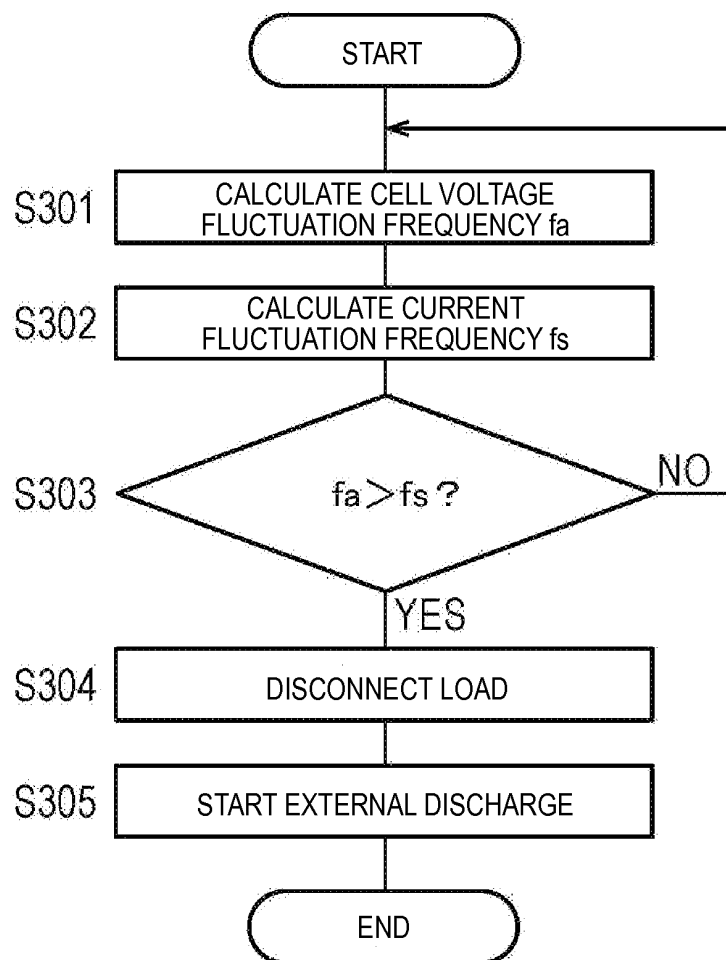 START
S301
CALCULATE CELL VOLTAGE
FLUCTUATION FREQUENCY fa
S302
CALCULATE CURRENT
FLUCTUATION FREQUENCY fs
S303
fa>fs?
NO
YES
S304
DISCONNECT LOAD
S305
START EXTERNAL DISCHARGE
END